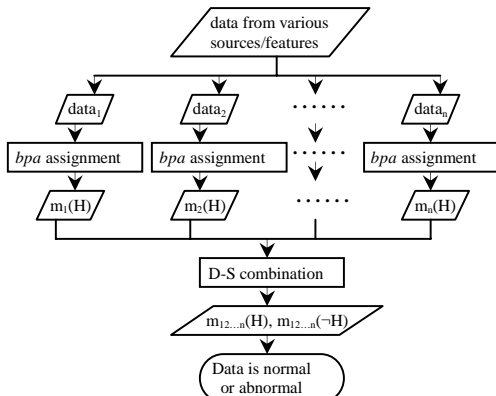 data from various
sources/features
data₁ data₂ ...... dataₙ
bpa assignment bpa assignment ...... bpa assignment
m₁(H) m₂(H) ...... mₙ(H)
D-S combination
m₁₂...ₙ(H), m₁₂...ₙ(¬H)
Data is normal
or abnormal